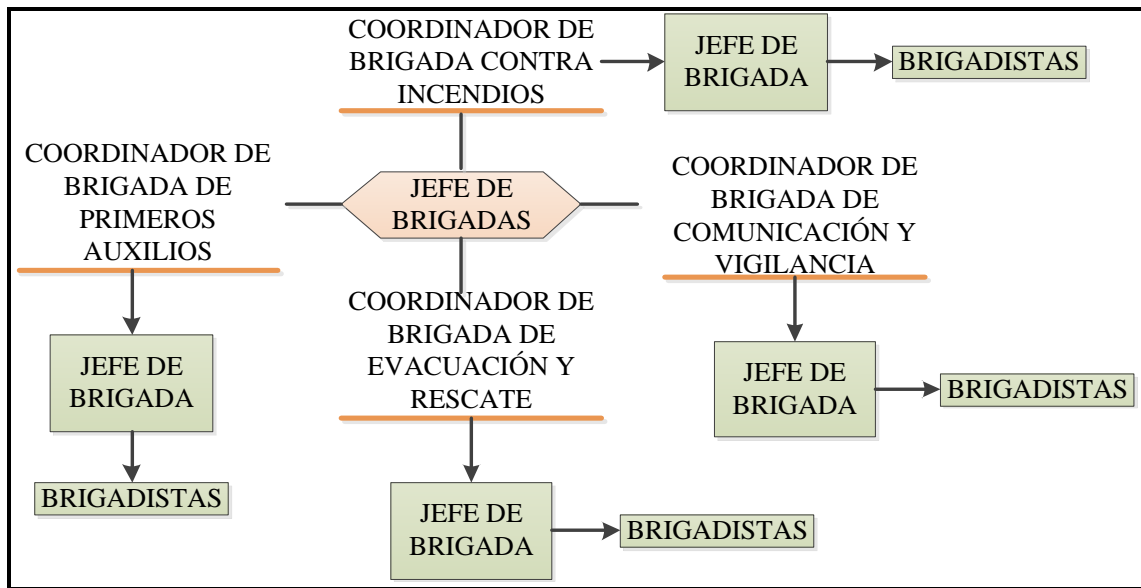 COORDINADOR DE
BRIGADA CONTRA
INCENDIOS
JEFE DE
BRIGADA
BRIGADISTAS
COORDINADOR DE
BRIGADA DE
PRIMEROS
AUXILIOS
JEFE DE
BRIGADAS
COORDINADOR DE
BRIGADA DE
COMUNICACIÓN Y
VIGILANCIA
JEFE DE
BRIGADA
BRIGADISTAS
COORDINADOR DE
BRIGADA DE
EVACUACIÓN Y
RESCATE
JEFE DE
BRIGADA
BRIGADISTAS
JEFE DE
BRIGADA
BRIGADISTAS